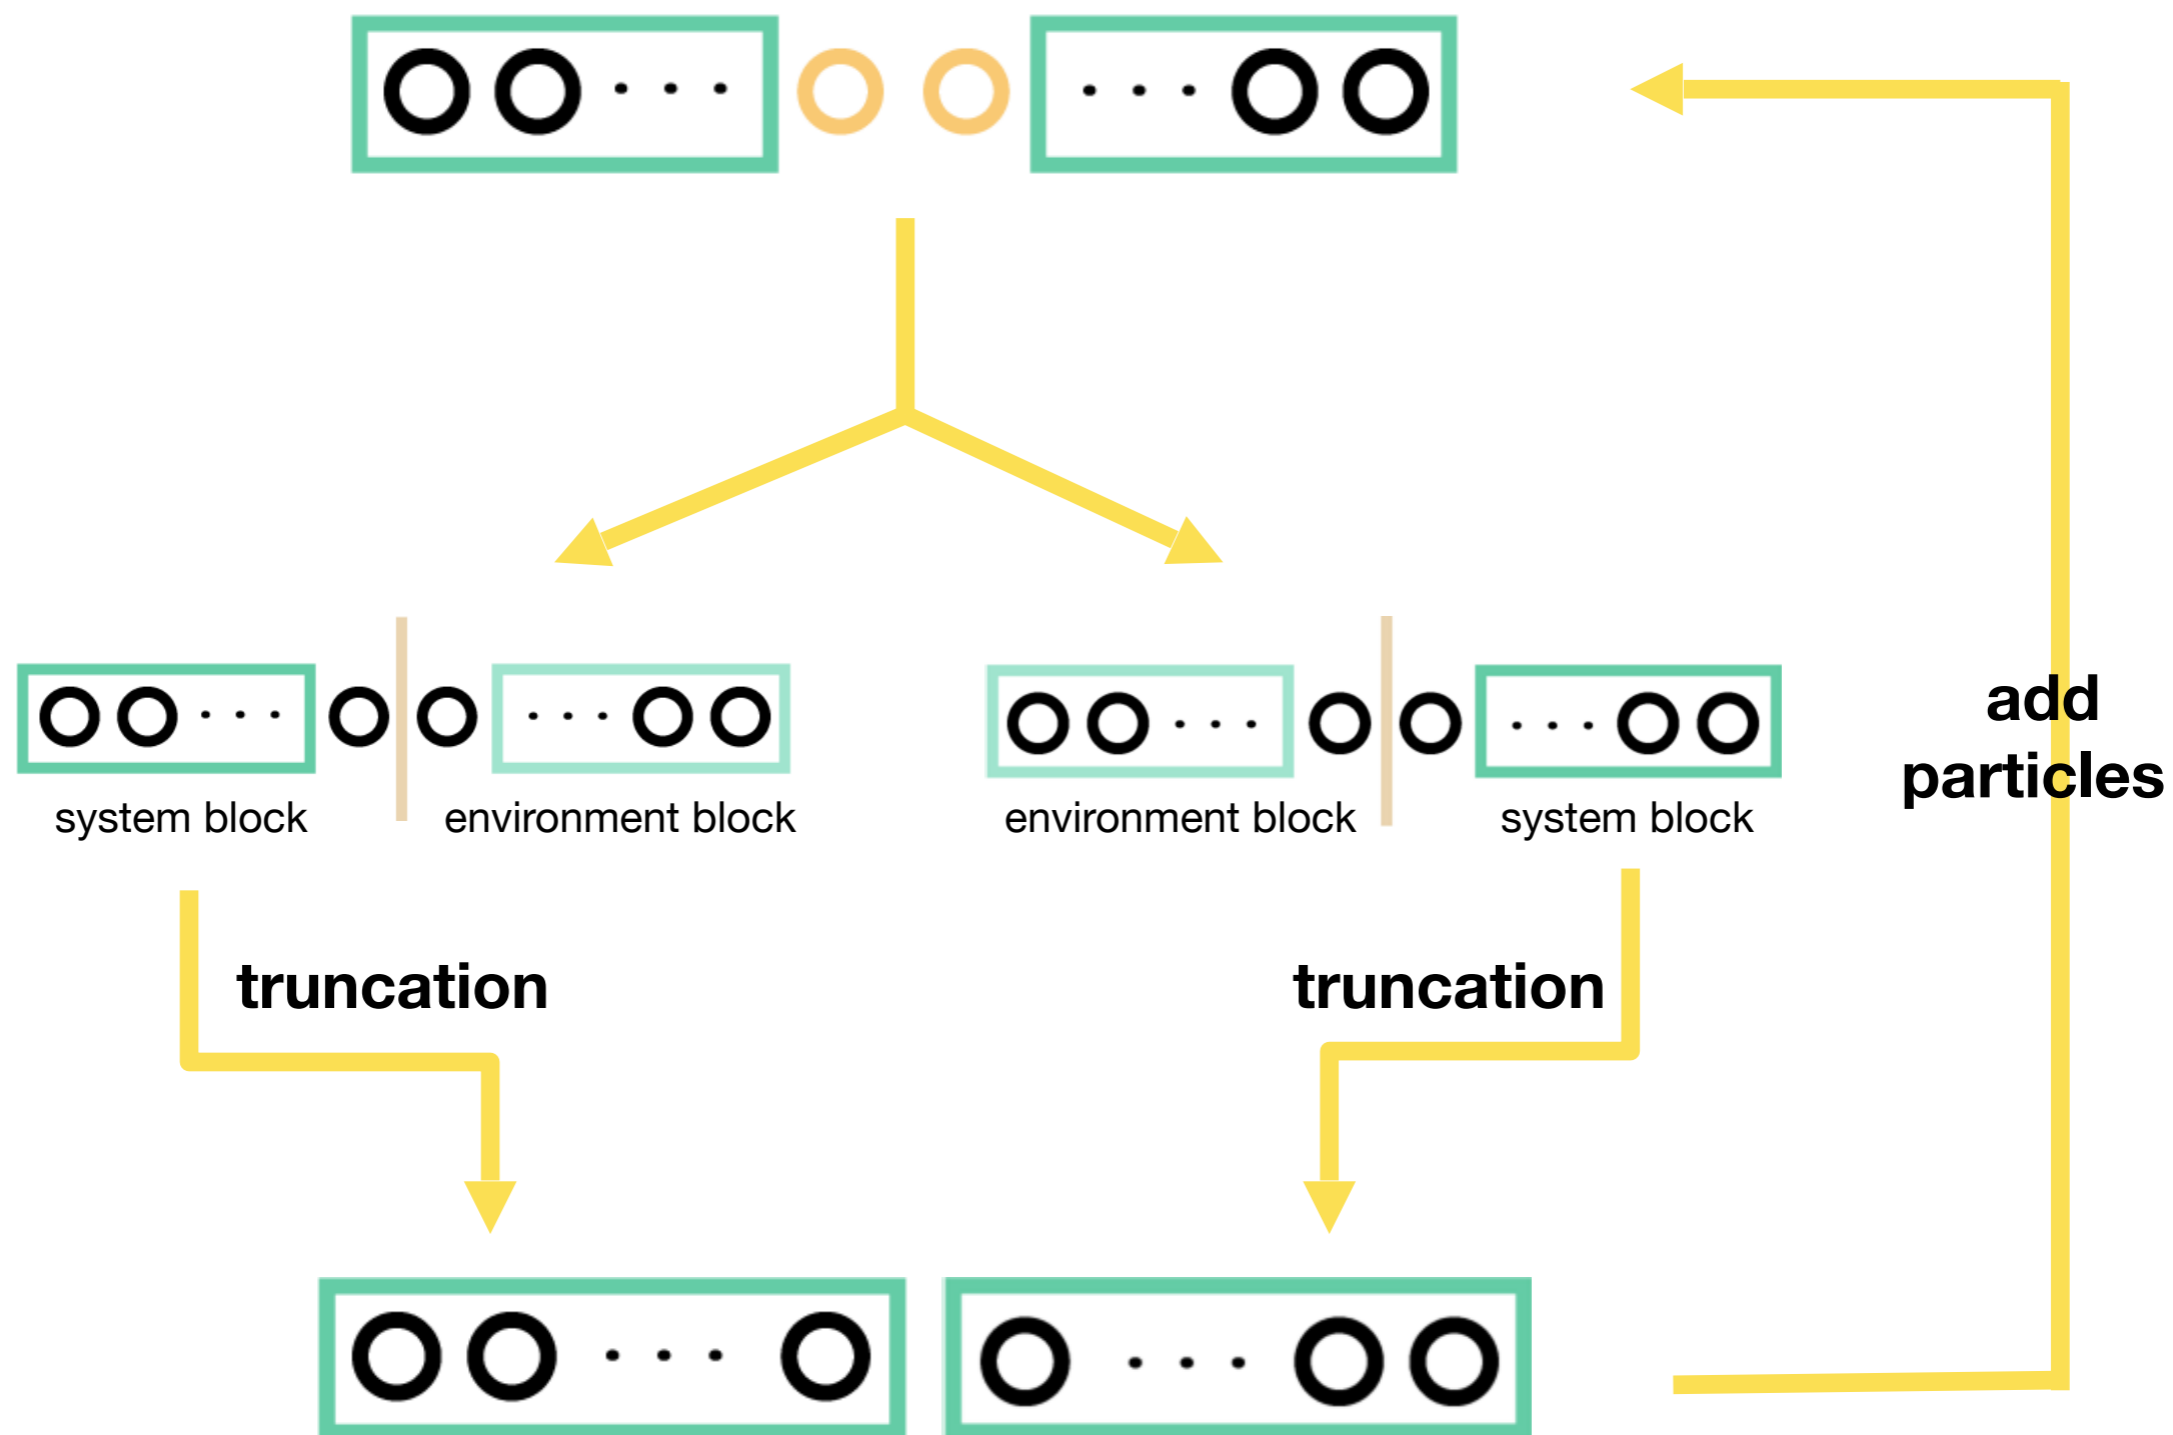 system block
environment block
environment block
system block
add
particles
truncation
truncation